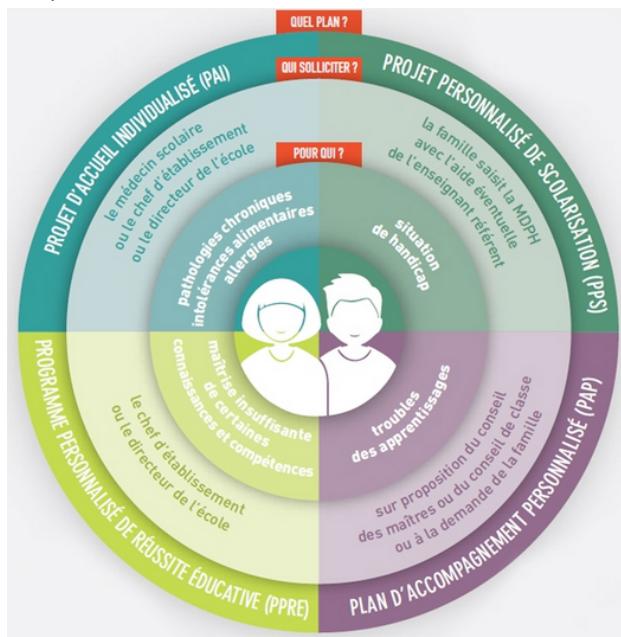 QUEL PLAN ?
QUI SOLLICITER ?
POUR QUI ?
PROJET D'ACCUEIL INDIVIDUALISÉ (PAI)
le médecin scolaire
ou le chef d'établissement
ou le directeur de l'école
pathologies chroniques
intolérances alimentaires
allergies
PROJET PERSONNALISÉ DE SCOLARISATION (PPS)
la famille saisit la MDPH
avec l'aide éventuelle
de l'enseignant référent
situation
de handicap
PROGRAMME PERSONNALISÉ DE RÉUSSITE ÉDUCATIVE (PPRE)
le chef d'établissement
ou le directeur de l'école
maîtrise insuffisante
de certaines
connaissances et compétences
PLAN D'ACCOMPAGNEMENT PERSONNALISÉ (PAP)
sur proposition du conseil
des maîtres ou du conseil de classe
ou à la demande de la famille
troubles
des apprentissages